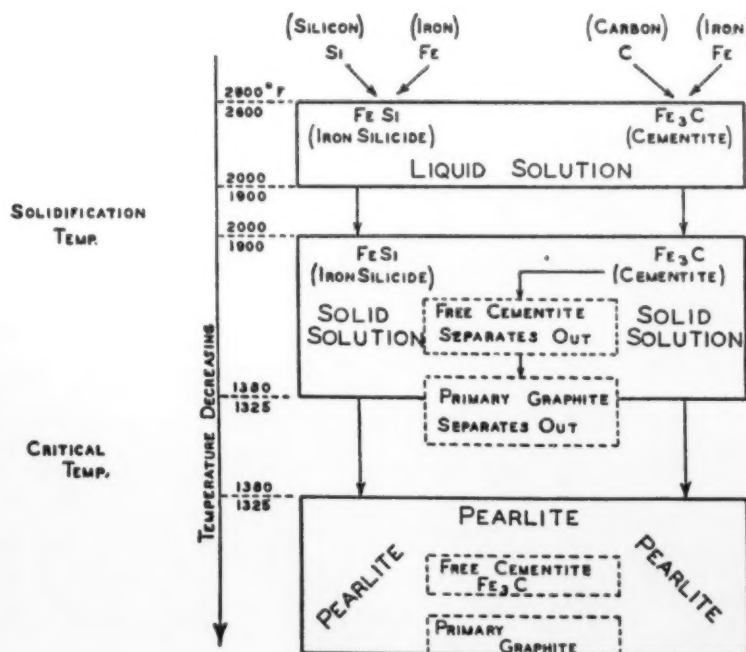 (Silicon) (Iron) (Carbon) (Iron
Si Fe C Fe
2800°F
2600
FeSi Fe3C
(Iron Silicide) (Cementite)
Liquid Solution
2000
1900
Solidification
Temp.
2000
1900
FeSi Fe3C
(Iron Silicide) (Cementite)
Solid
Solution
Free Cementite
Separates Out
Solid
Solution
1380
1325
Primary Graphite
Separates Out
Critical
Temp.
Temperature Decreasing
1380
1325
Pearlite
Pearlite
Pearlite
Free Cementite
Fe3C
Primary
Graphite